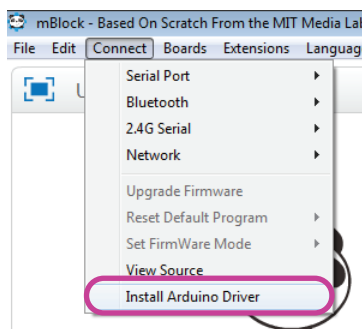 mBlock - Based On Scratch From the MIT Media Lab
File Edit Connect Boards Extensions Languag
U
Serial Port
Bluetooth
2.4G Serial
Network
Upgrade Firmware
Reset Default Program
Set FirmWare Mode
View Source
Install Arduino Driver